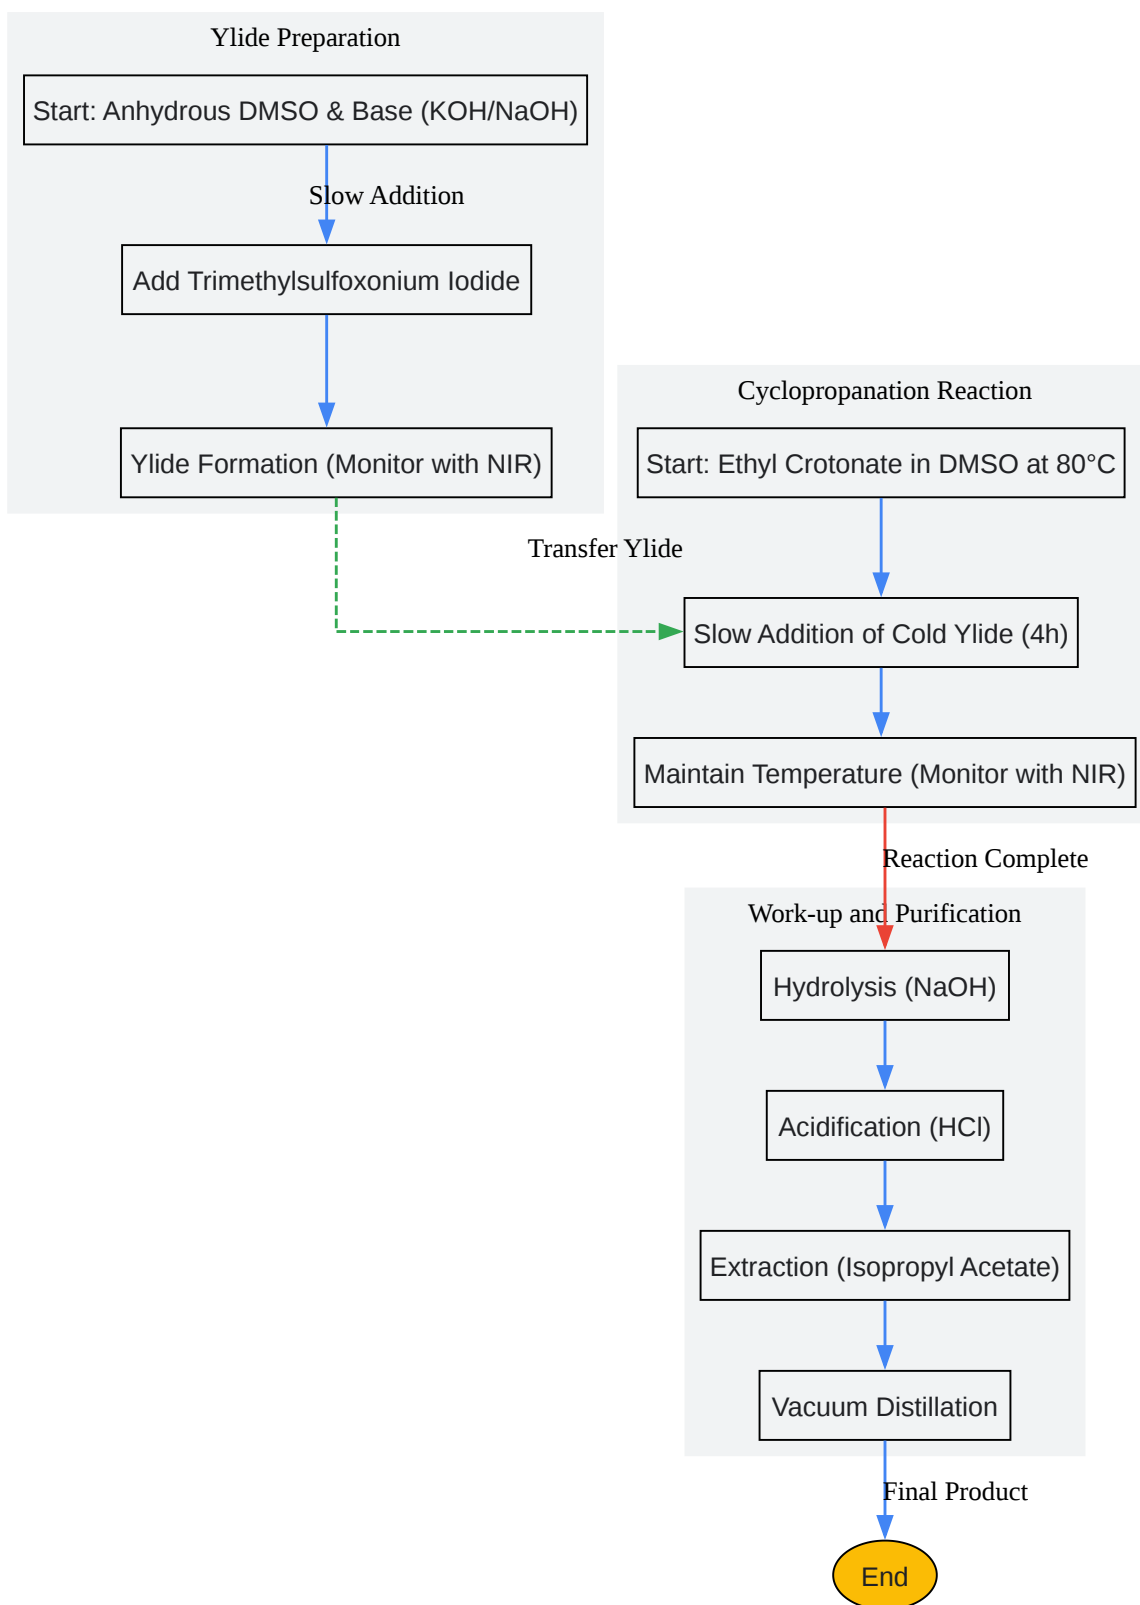 Ylide Preparation
Start: Anhydrous DMSO & Base (KOH/NaOH)
Slow Addition
Add Trimethylsulfoxonium Iodide
Ylide Formation (Monitor with NIR)
Transfer Ylide
Cyclopropanation Reaction
Start: Ethyl Crotonate in DMSO at 80°C
Slow Addition of Cold Ylide (4h)
Maintain Temperature (Monitor with NIR)
Reaction Complete
Work-up and Purification
Hydrolysis (NaOH)
Acidification (HCl)
Extraction (Isopropyl Acetate)
Vacuum Distillation
Final Product
End